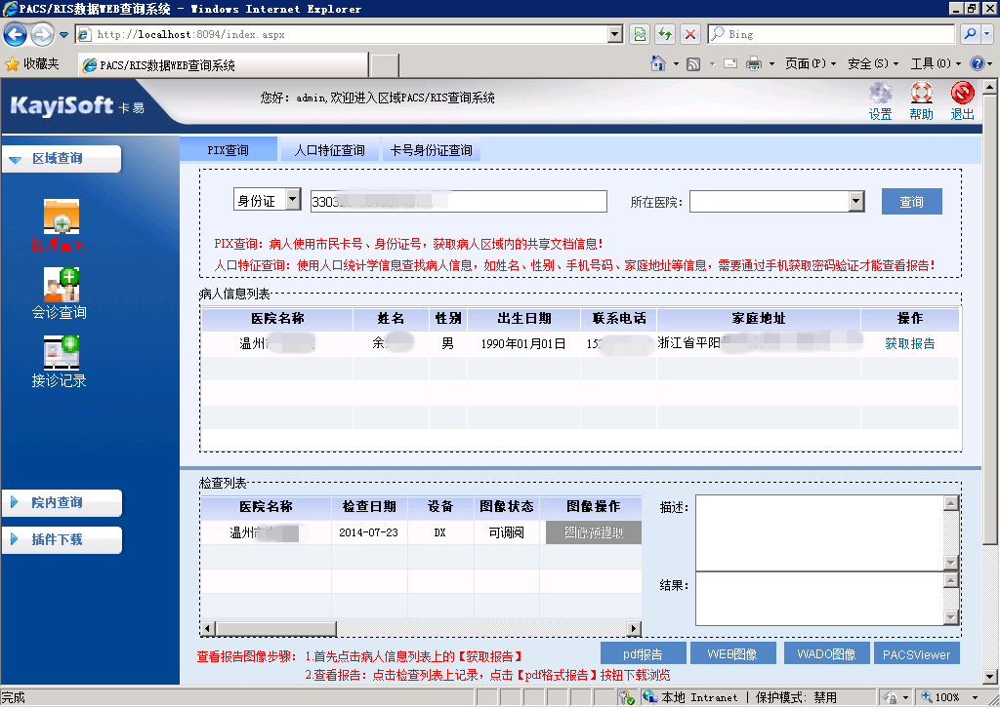 PACS/RIS数据WEB查询系统 - Windows Internet Explorer
http://localhost:8094/index.aspx
Bing
收藏夹
PACS/RIS数据WEB查询系统
页面(P)
安全(S)
工具(O)
KayiSoft 卡易
您好: admin,欢迎进入区域PACS/RIS查询系统
设置
帮助
退出
区域查询
会诊查询
接诊记录
院内查询
插件下载
PIX查询
人口特征查询
卡号身份证查询
身份证
3303
所在医院:
查询
PIX查询: 病人使用市民卡号、身份证号, 获取病人区域内的共享文档信息!
人口特征查询: 使用人口统计学信息查找病人信息, 如姓名、性别、手机号码、家庭地址等信息, 需要通过手机获取密码验证才能查看报告!
病人信息列表
医院名称 姓名 性别 出生日期 联系电话 家庭地址 操作
温州 余 男 1990年01月01日 15 浙江省平阳 获取报告
检查列表
医院名称 检查日期 设备 图像状态 图像操作
温州 2014-07-23 DX 可调阅 图像预提取
描述:
结果:
查看报告图像步骤: 1.首先点击病人信息列表上的【获取报告】
2.查看报告: 点击检查列表上记录, 点击【pdf格式报告】按钮下载浏览
pdf报告
WEB图像
WADO图像
PACSViewer
完成
本地 Intranet | 保护模式: 禁用
100%